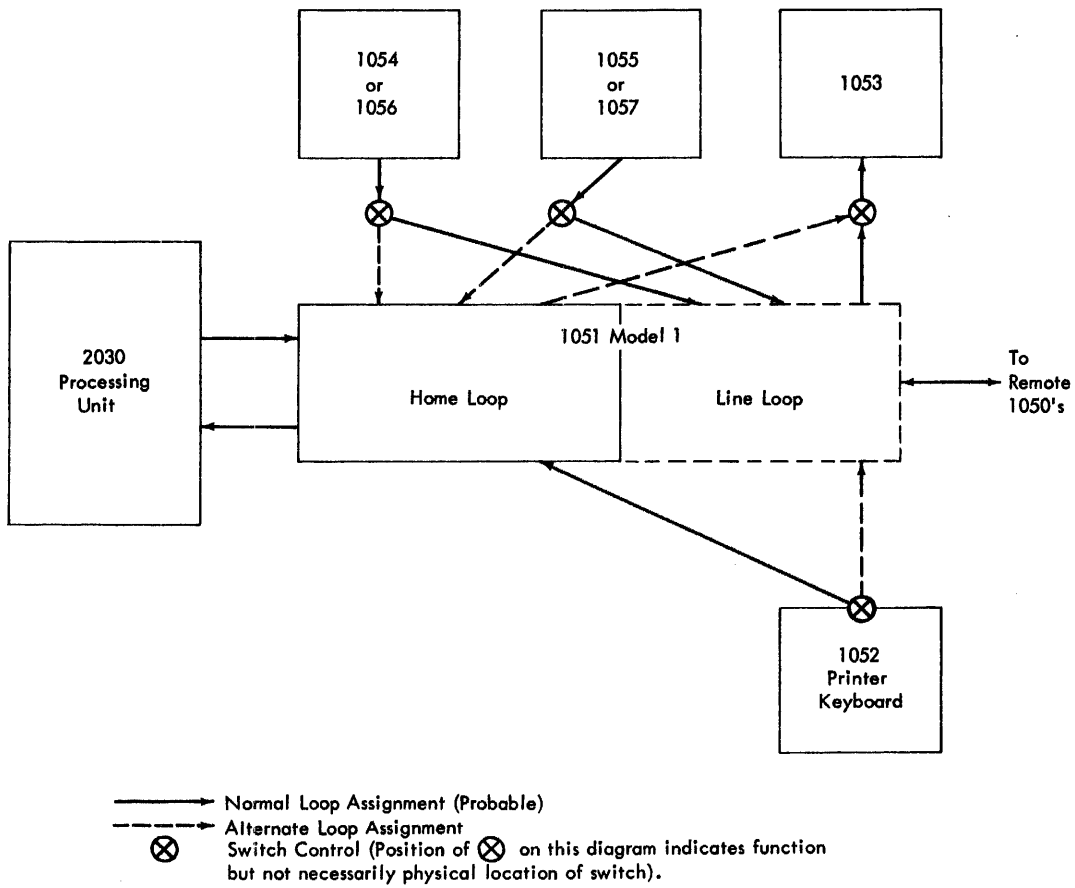 1054
or
1056
1055
or
1057
1053
2030
Processing
Unit
1051 Model 1
Home Loop
Line Loop
To
Remote
1050's
1052
Printer
Keyboard
Normal Loop Assignment (Probable)
Alternate Loop Assignment
Switch Control (Position of ⊗ on this diagram indicates function
but not necessarily physical location of switch).